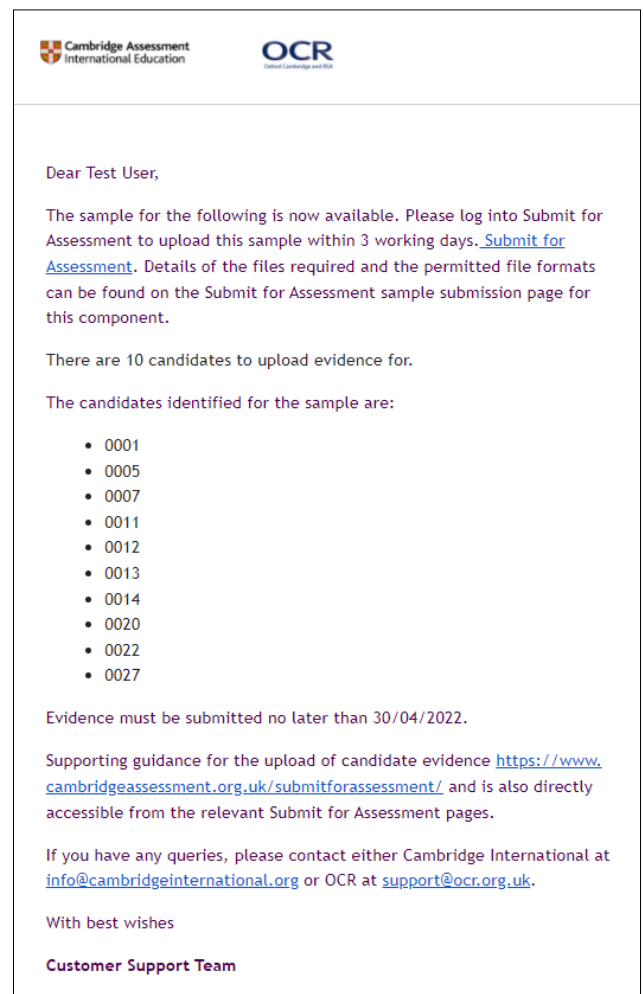 Cambridge Assessment
International Education
OCR
Oxford Cambridge and RSA
Dear Test User,
The sample for the following is now available. Please log into Submit for
Assessment to upload this sample within 3 working days. Submit for
Assessment. Details of the files required and the permitted file formats
can be found on the Submit for Assessment sample submission page for
this component.
There are 10 candidates to upload evidence for.
The candidates identified for the sample are:
• 0001
• 0005
• 0007
• 0011
• 0012
• 0013
• 0014
• 0020
• 0022
• 0027
Evidence must be submitted no later than 30/04/2022.
Supporting guidance for the upload of candidate evidence https://www.
cambridgeassessment.org.uk/submitforassessment/ and is also directly
accessible from the relevant Submit for Assessment pages.
If you have any queries, please contact either Cambridge International at
info@cambridgeinternational.org or OCR at support@ocr.org.uk.
With best wishes
Customer Support Team